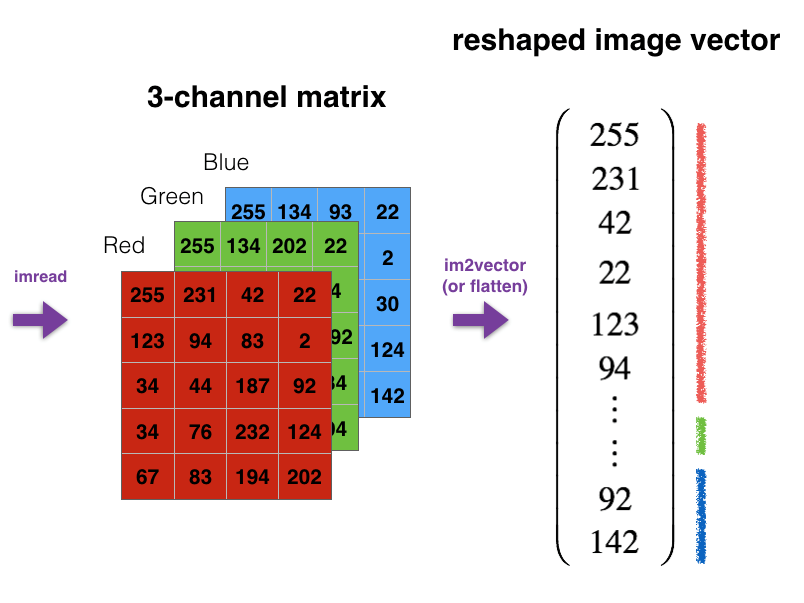 reshaped image vector
3-channel matrix
Blue
Green
Red
imread
255 134 93 22
2
30
124
142
255 134 202 22
4
92
34
94
255 231 42 22
123 94 83 2
34 44 187 92
34 76 232 124
67 83 194 202
im2vector
(or flatten)
255
231
42
22
123
94
⋮
⋮
92
142